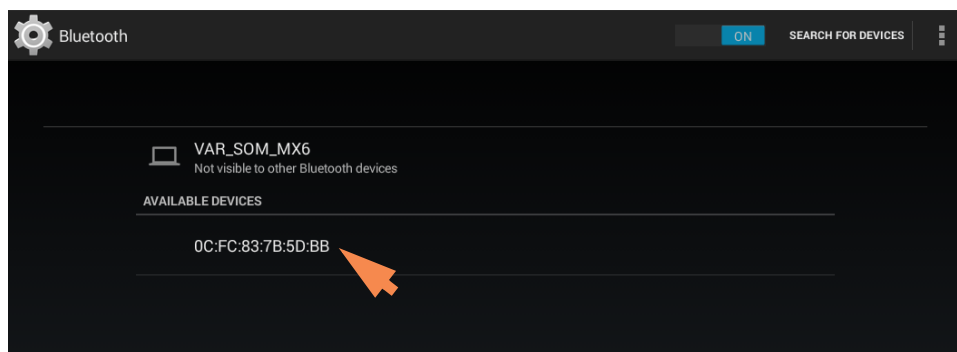 Bluetooth
ON
SEARCH FOR DEVICES
VAR_SOM_MX6
Not visible to other Bluetooth devices
AVAILABLE DEVICES
0C:FC:83:7B:5D:BB